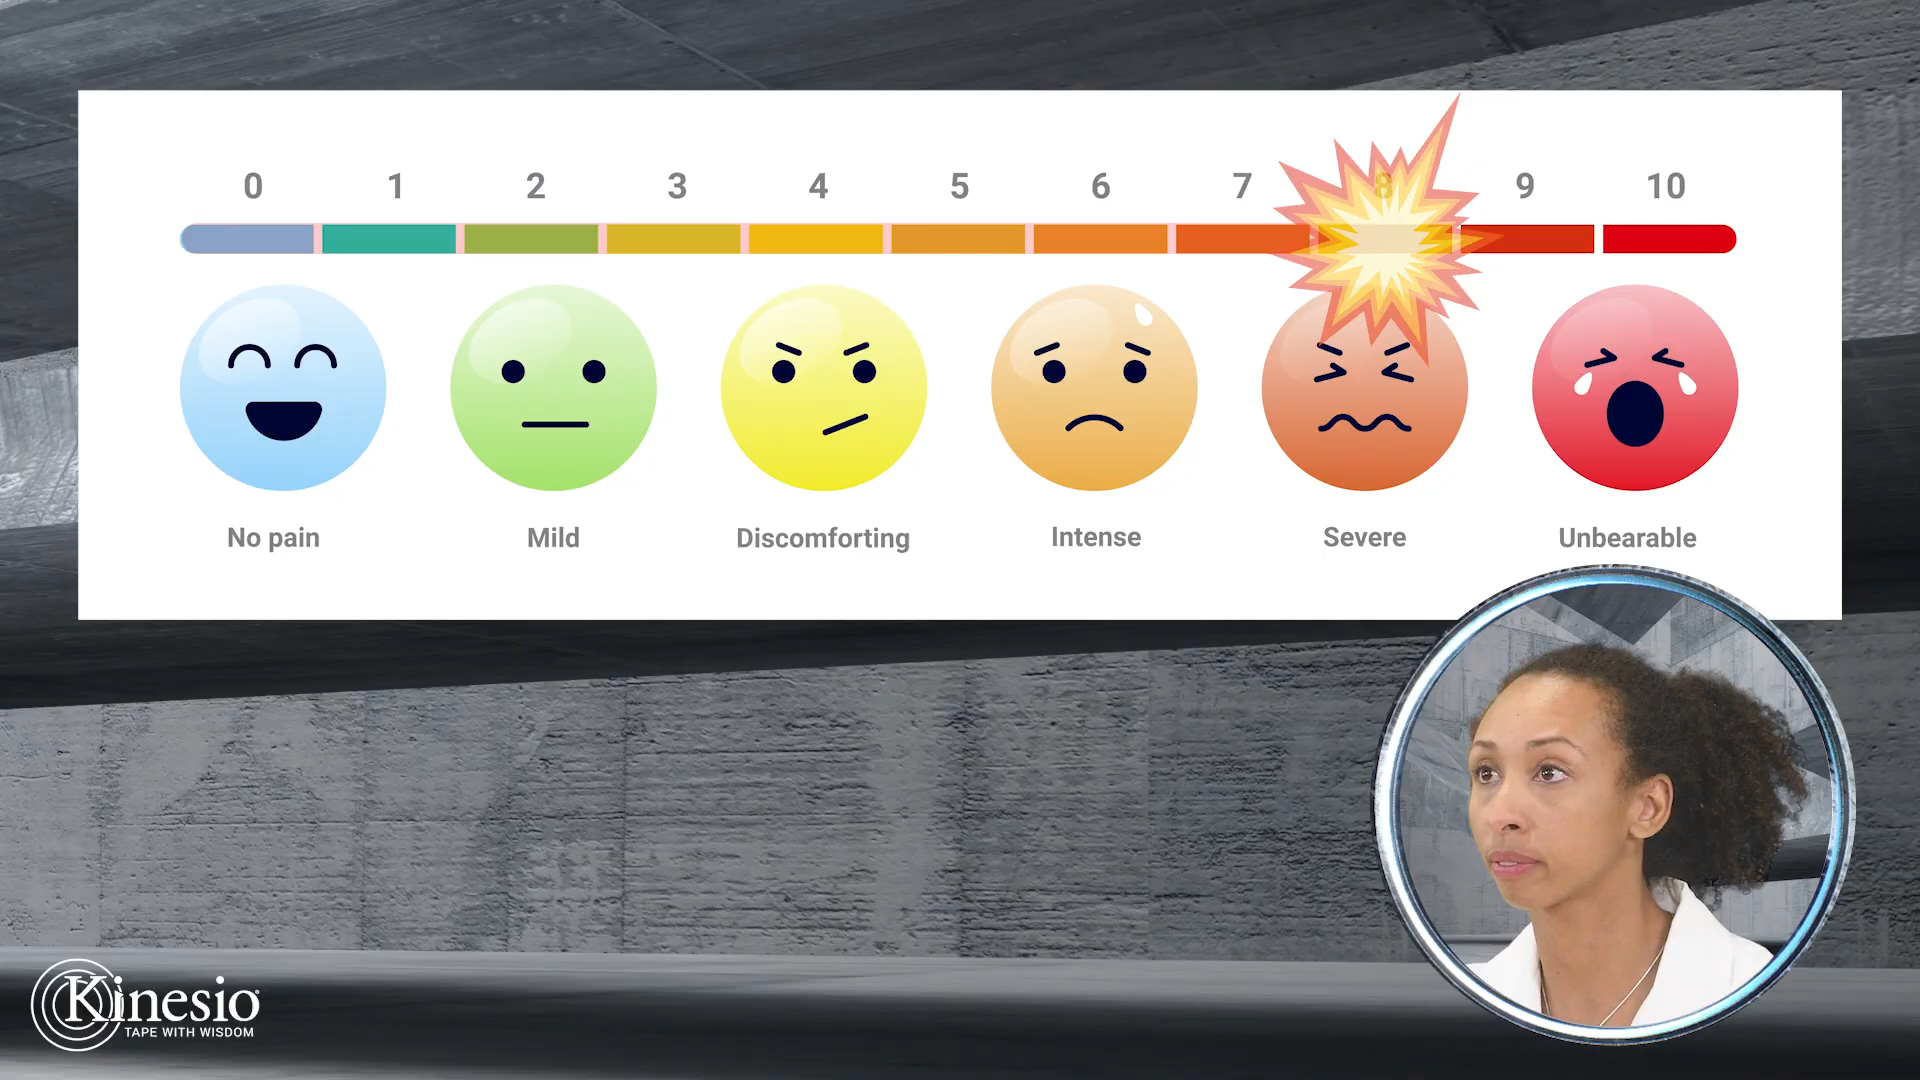 0 1 2 3 4 5 6 7 8 9 10
No pain Mild Discomforting Intense Severe Unbearable
Kinesio
TAPE WITH WISDOM